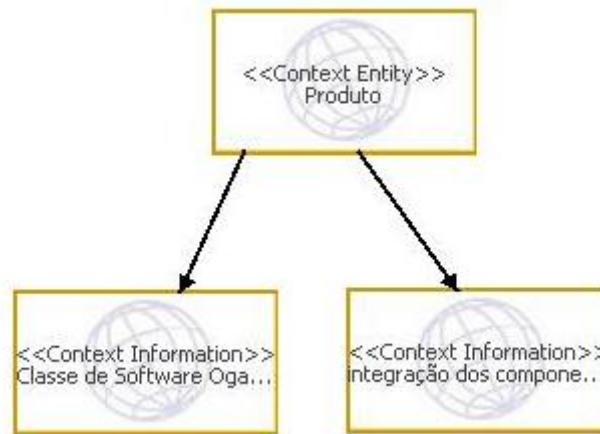 <<Context Entity>>
Produto
<<Context Information>>
Classe de Software Oga...
<<Context Information>>
integração dos compone...